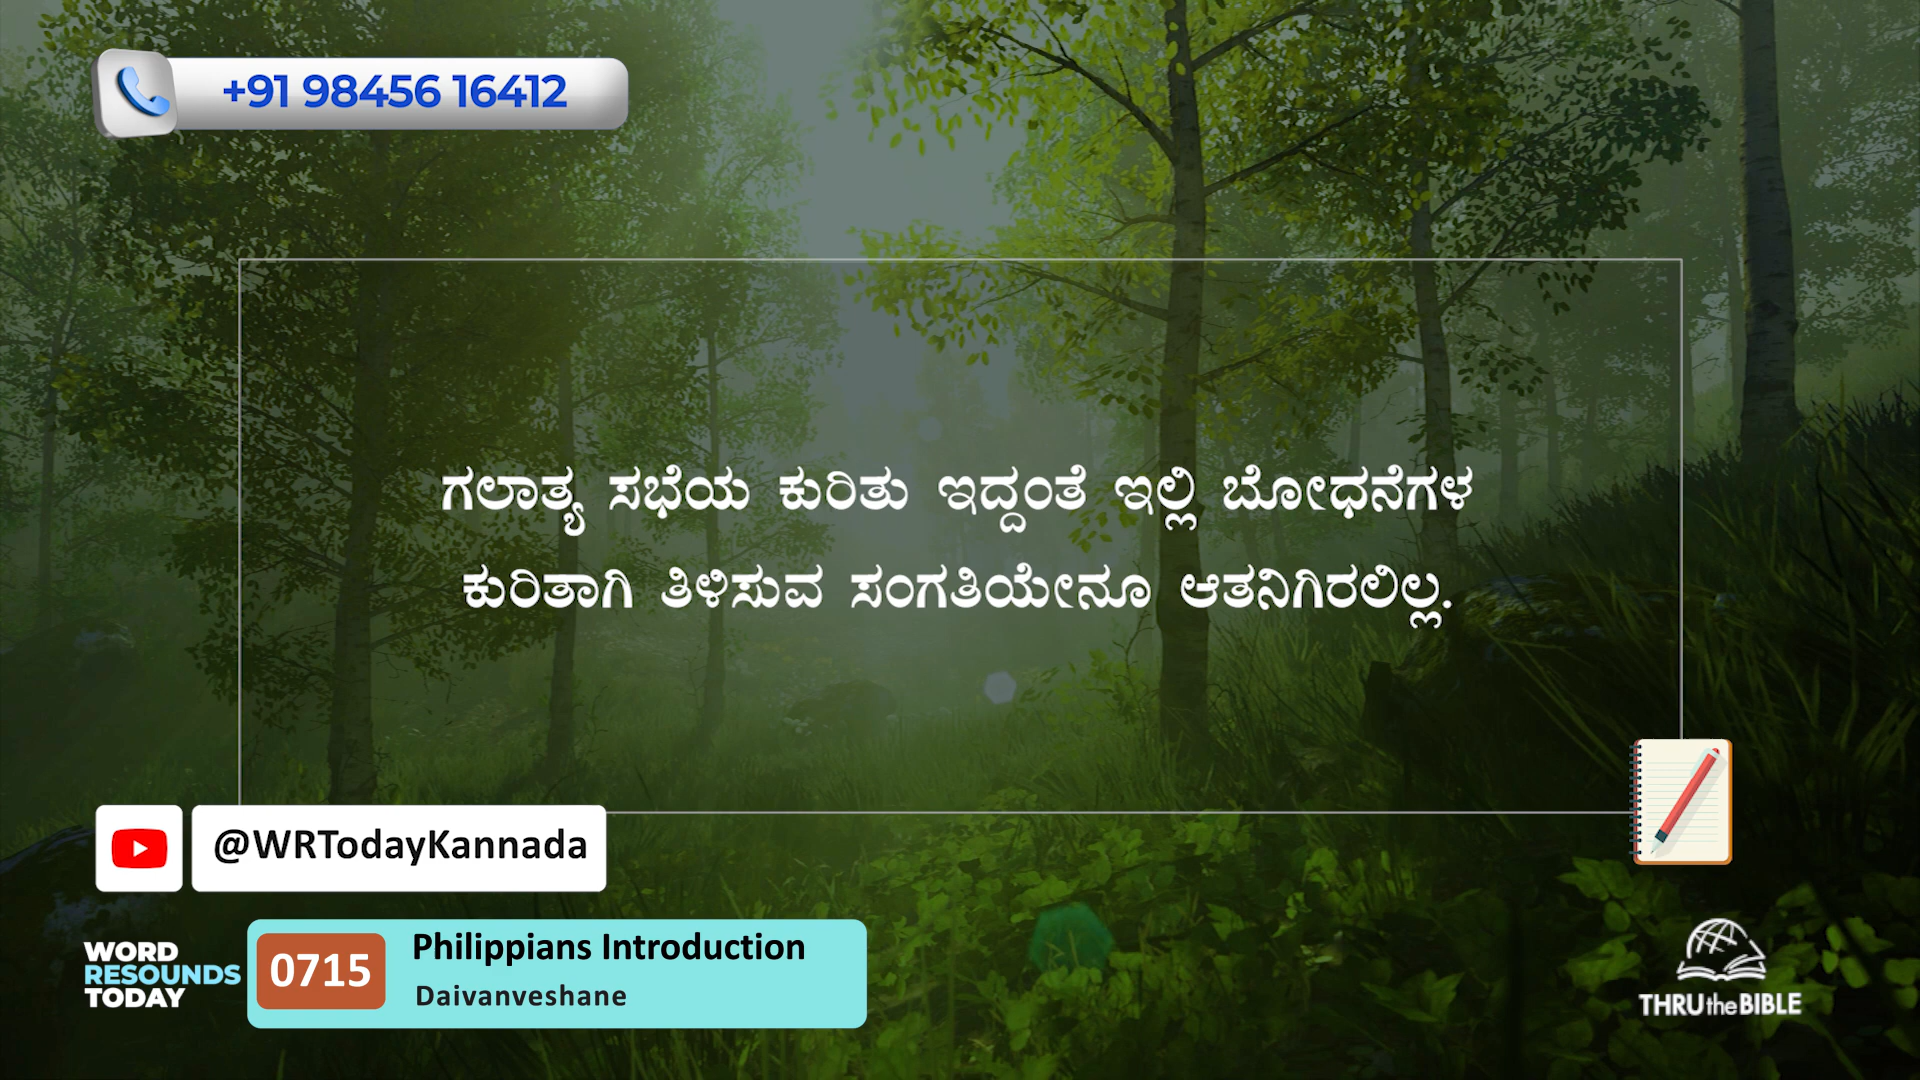 +91 98456 16412
ಗಲಾತ್ಯ ಸಭೆಯ ಕುರಿತು ಇದ್ದಂತೆ ಇಲ್ಲಿ ಬೋಧನೆಗಳ
ಕುರಿತಾಗಿ ತಿಳಿಸುವ ಸಂಗತಿಯೇನೂ ಆತನಿಗಿರಲಿಲ್ಲ.
@WRTodayKannada
WORD
RESOUNDS
TODAY
0715
Philippians Introduction
Daivanveshane
THRU the BIBLE